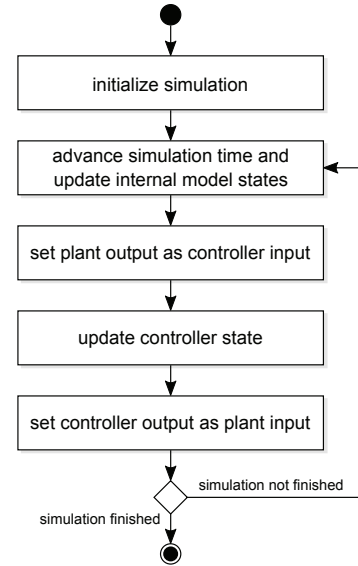 initialize simulation
advance simulation time and
update internal model states
set plant output as controller input
update controller state
set controller output as plant input
simulation not finished
simulation finished